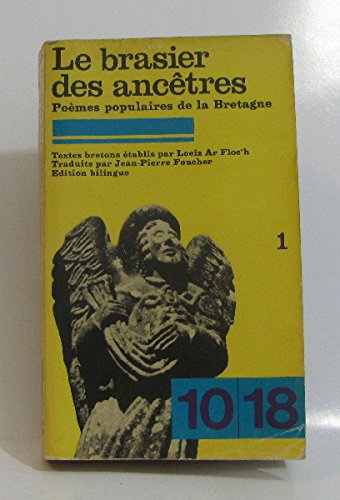 Le brasier
des ancêtres
Poèmes populaires de la Bretagne
Textes bretons établis par Loeiz Ar Floc'h
Traduits par Jean-Pierre Foucher
Edition bilingue
1
10 18